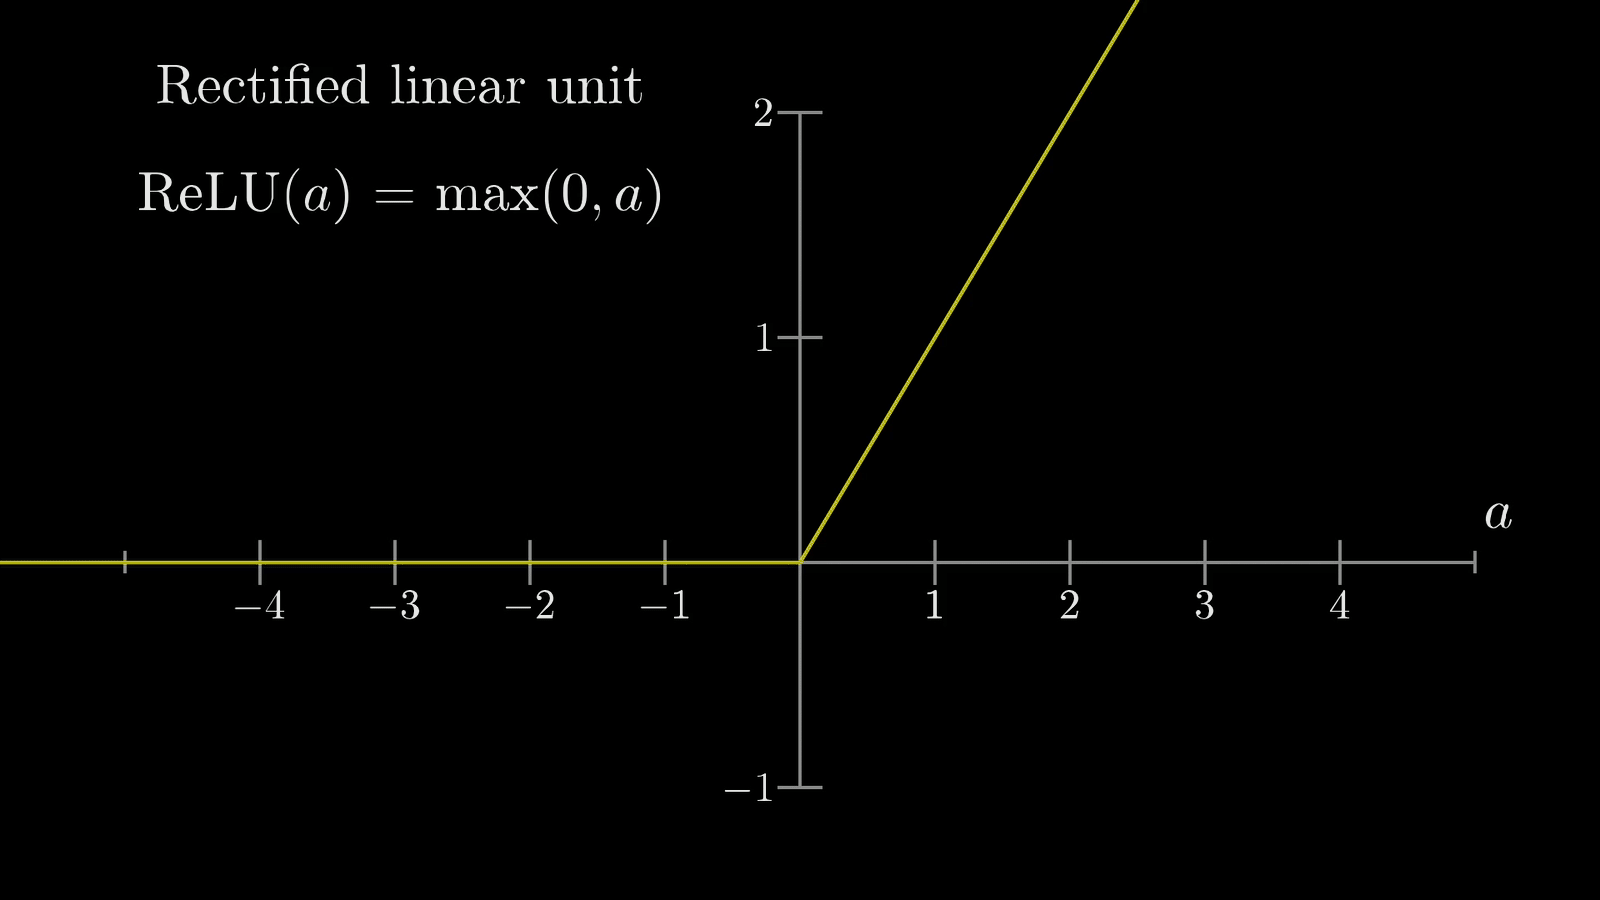 Rectified linear unit
ReLU(a) = max(0, a)
2
1
a
−4 −3 −2 −1 1 2 3 4
−1